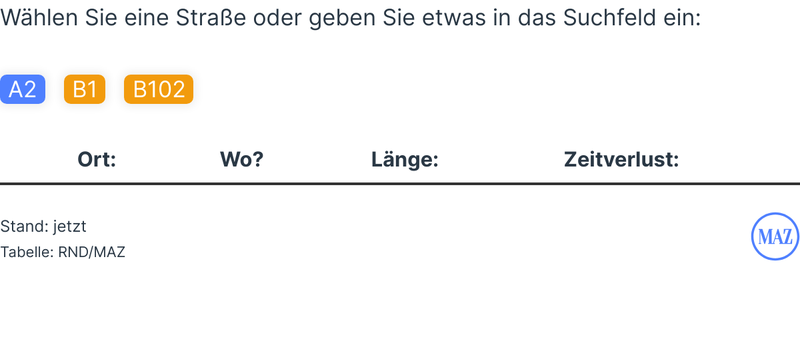 Wählen Sie eine Straße oder geben Sie etwas in das Suchfeld ein:
A2 B1 B102
Ort: Wo? Länge: Zeitverlust:
Stand: jetzt
MAZ
Tabelle: RND/MAZ